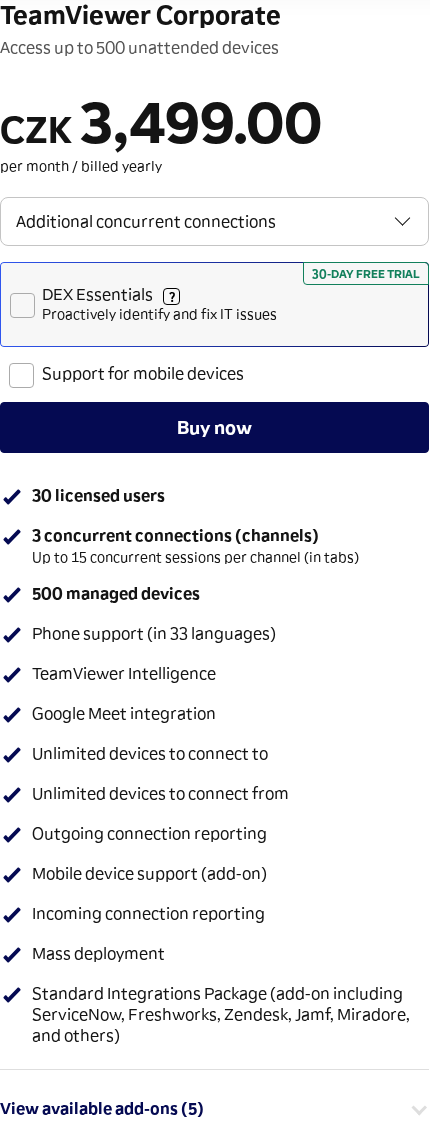 TeamViewer Corporate
Access up to 500 unattended devices
CZK 3,499.00
per month / billed yearly
Additional concurrent connections
30-DAY FREE TRIAL
DEX Essentials ?
Proactively identify and fix IT issues
Support for mobile devices
Buy now
30 licensed users
3 concurrent connections (channels)
Up to 15 concurrent sessions per channel (in tabs)
500 managed devices
Phone support (in 33 languages)
TeamViewer Intelligence
Google Meet integration
Unlimited devices to connect to
Unlimited devices to connect from
Outgoing connection reporting
Mobile device support (add-on)
Incoming connection reporting
Mass deployment
Standard Integrations Package (add-on including
ServiceNow, Freshworks, Zendesk, Jamf, Miradore,
and others)
View available add-ons (5)